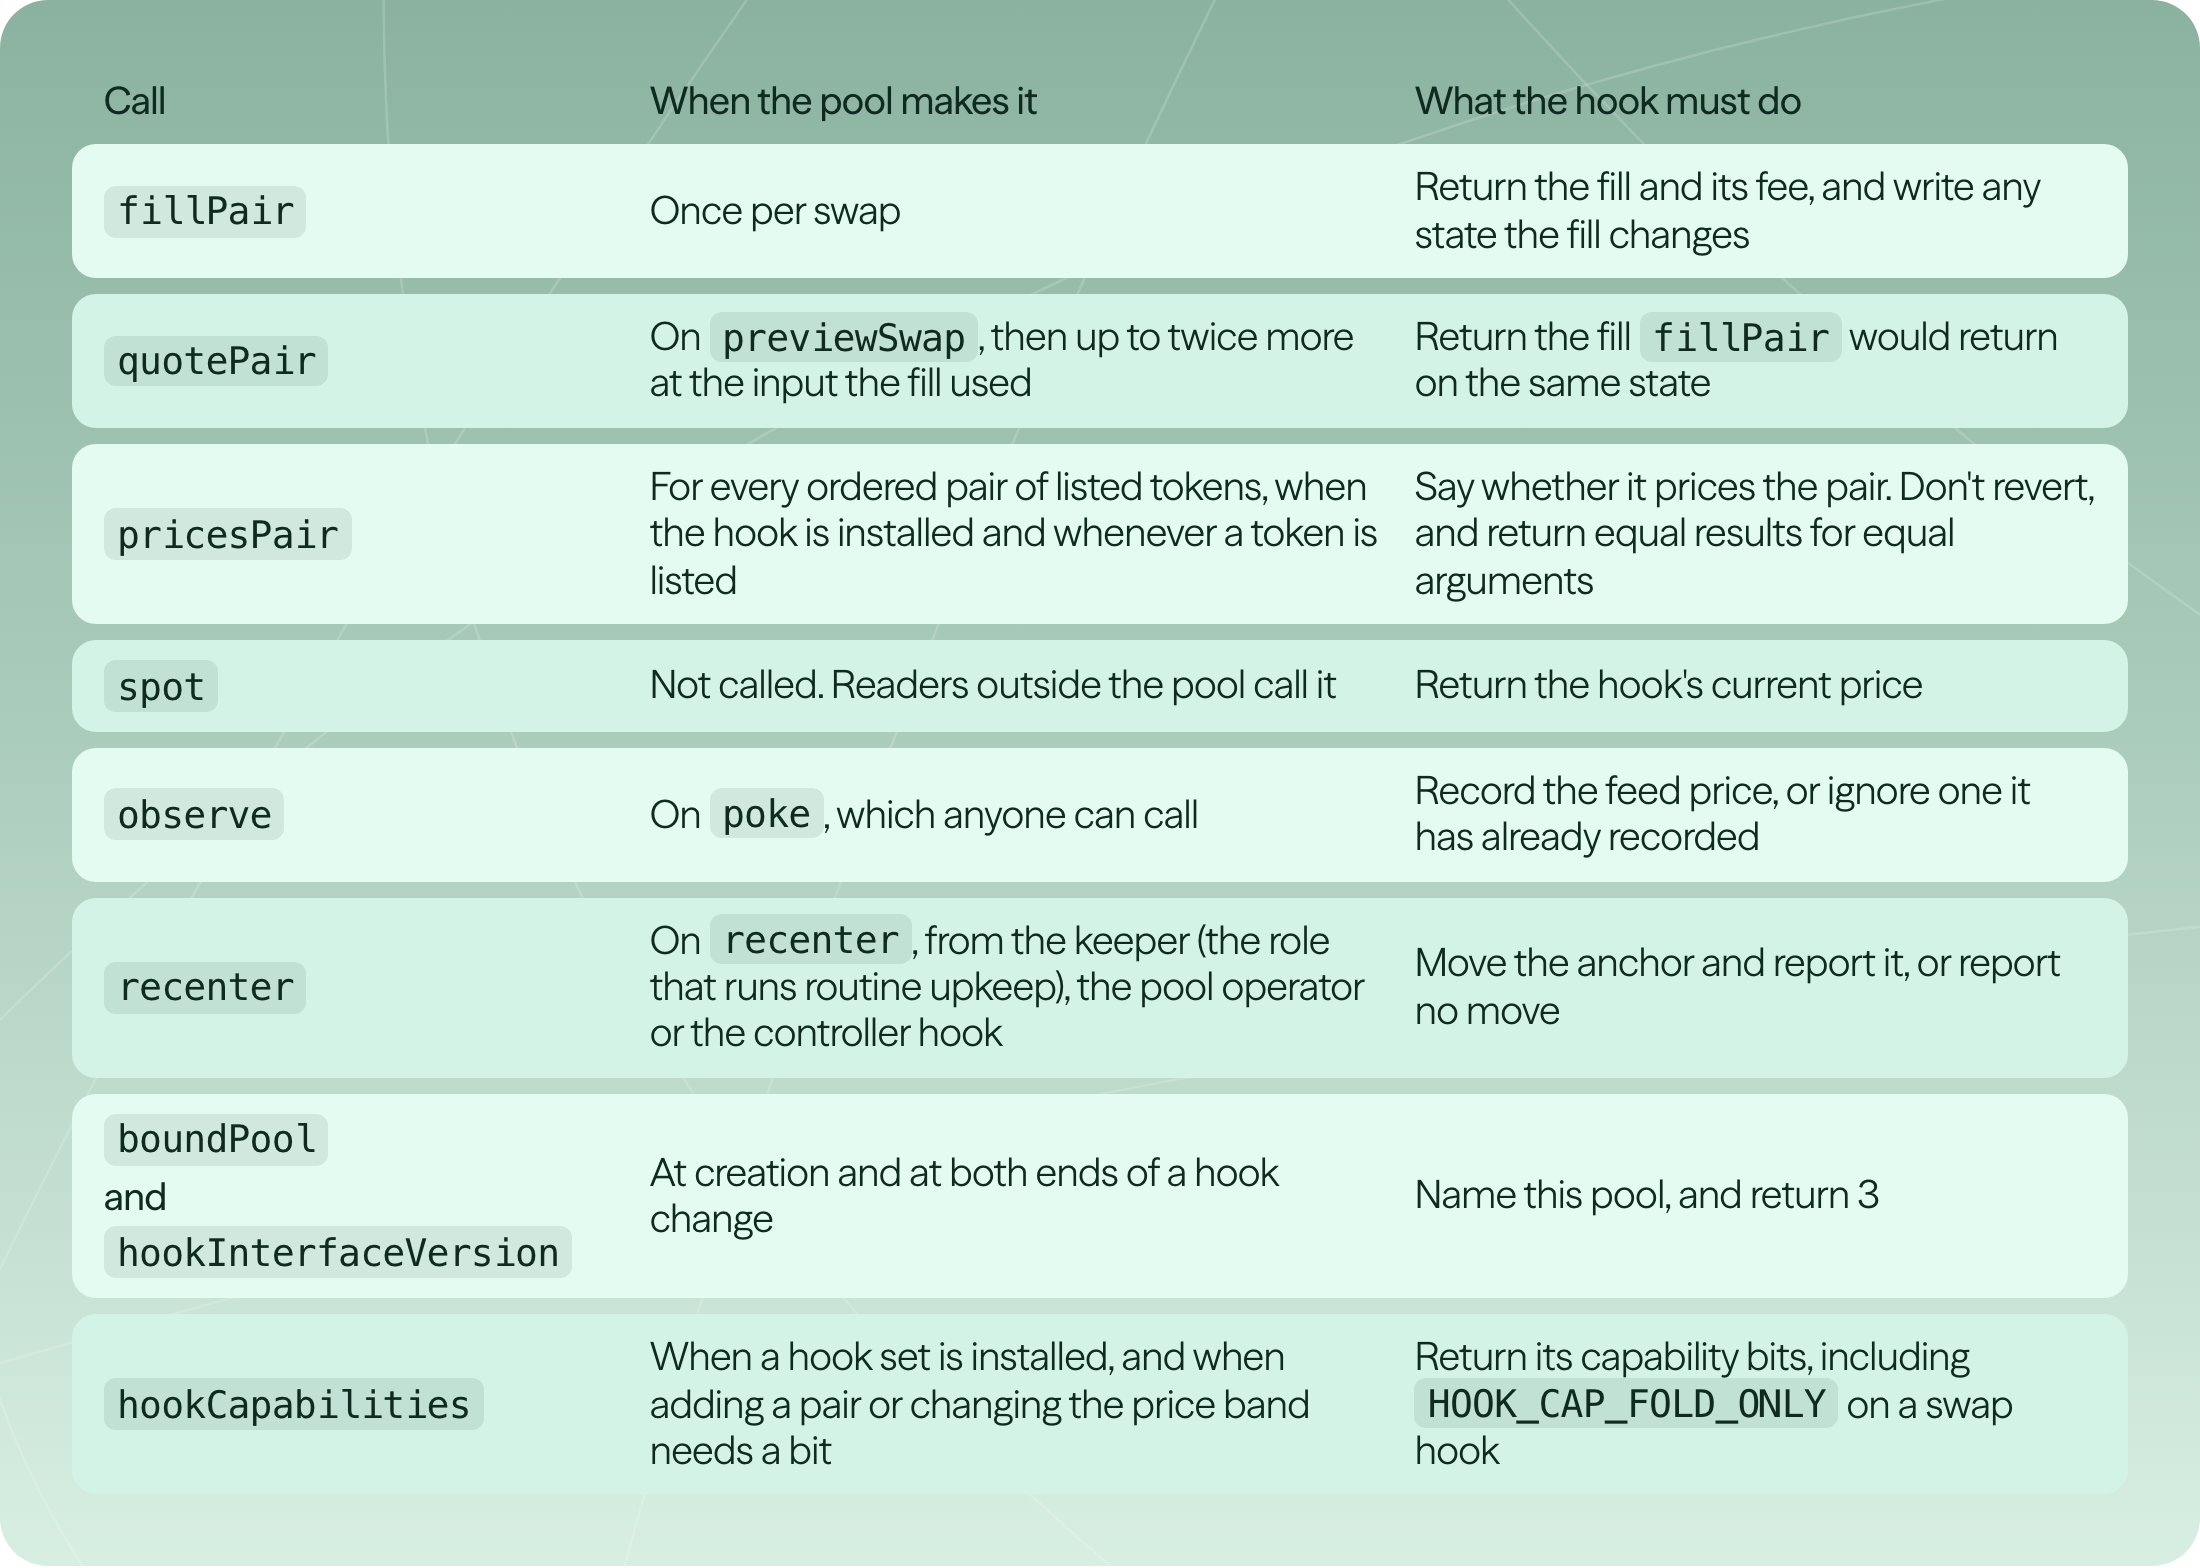 Call
When the pool makes it
What the hook must do
fillPair
Once per swap
Return the fill and its fee, and write any
state the fill changes
quotePair
On previewSwap, then up to twice more
at the input the fill used
Return the fill fillPair would return
on the same state
pricesPair
For every ordered pair of listed tokens, when
the hook is installed and whenever a token is
listed
Say whether it prices the pair. Don't revert,
and return equal results for equal
arguments
spot
Not called. Readers outside the pool call it
Return the hook's current price
observe
On poke, which anyone can call
Record the feed price, or ignore one it
has already recorded
recenter
On recenter, from the keeper (the role
that runs routine upkeep), the pool operator
or the controller hook
Move the anchor and report it, or report
no move
boundPool
and
hookInterfaceVersion
At creation and at both ends of a hook
change
Name this pool, and return 3
hookCapabilities
When a hook set is installed, and when
adding a pair or changing the price band
needs a bit
Return its capability bits, including
HOOK_CAP_FOLD_ONLY on a swap
hook